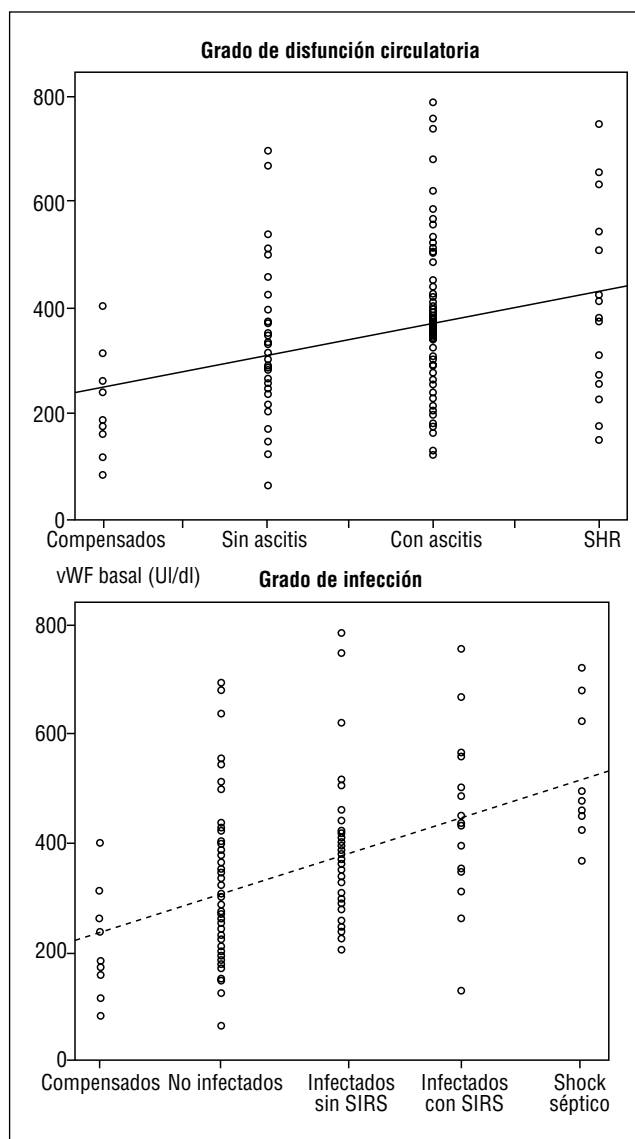 Grado de disfunción circulatoria
800
600
400
200
0
Compensados Sin ascitis Con ascitis SHR
vWF basal (UI/dl) Grado de infección
800
600
400
200
0
Compensados No infectados Infectados Infectados Shock
sin SIRS con SIRS séptico